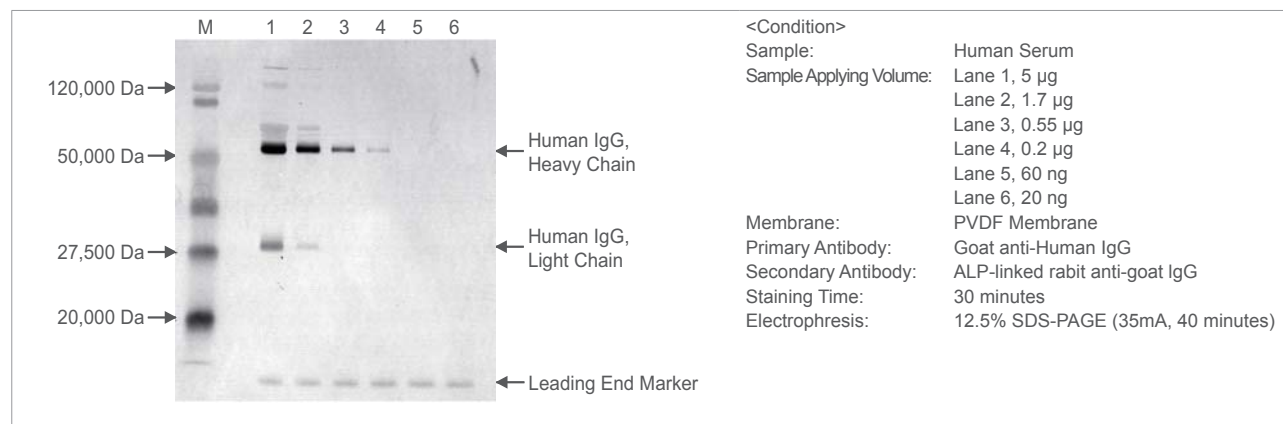 M 1 2 3 4 5 6
120,000 Da
50,000 Da
27,500 Da
20,000 Da
Human IgG,
Heavy Chain
Human IgG,
Light Chain
Leading End Marker
<Condition>
Sample: Human Serum
Sample Applying Volume: Lane 1, 5 µg
Lane 2, 1.7 µg
Lane 3, 0.55 µg
Lane 4, 0.2 µg
Lane 5, 60 ng
Lane 6, 20 ng
Membrane: PVDF Membrane
Primary Antibody: Goat anti-Human IgG
Secondary Antibody: ALP-linked rabit anti-goat IgG
Staining Time: 30 minutes
Electrophresis: 12.5% SDS-PAGE (35mA, 40 minutes)